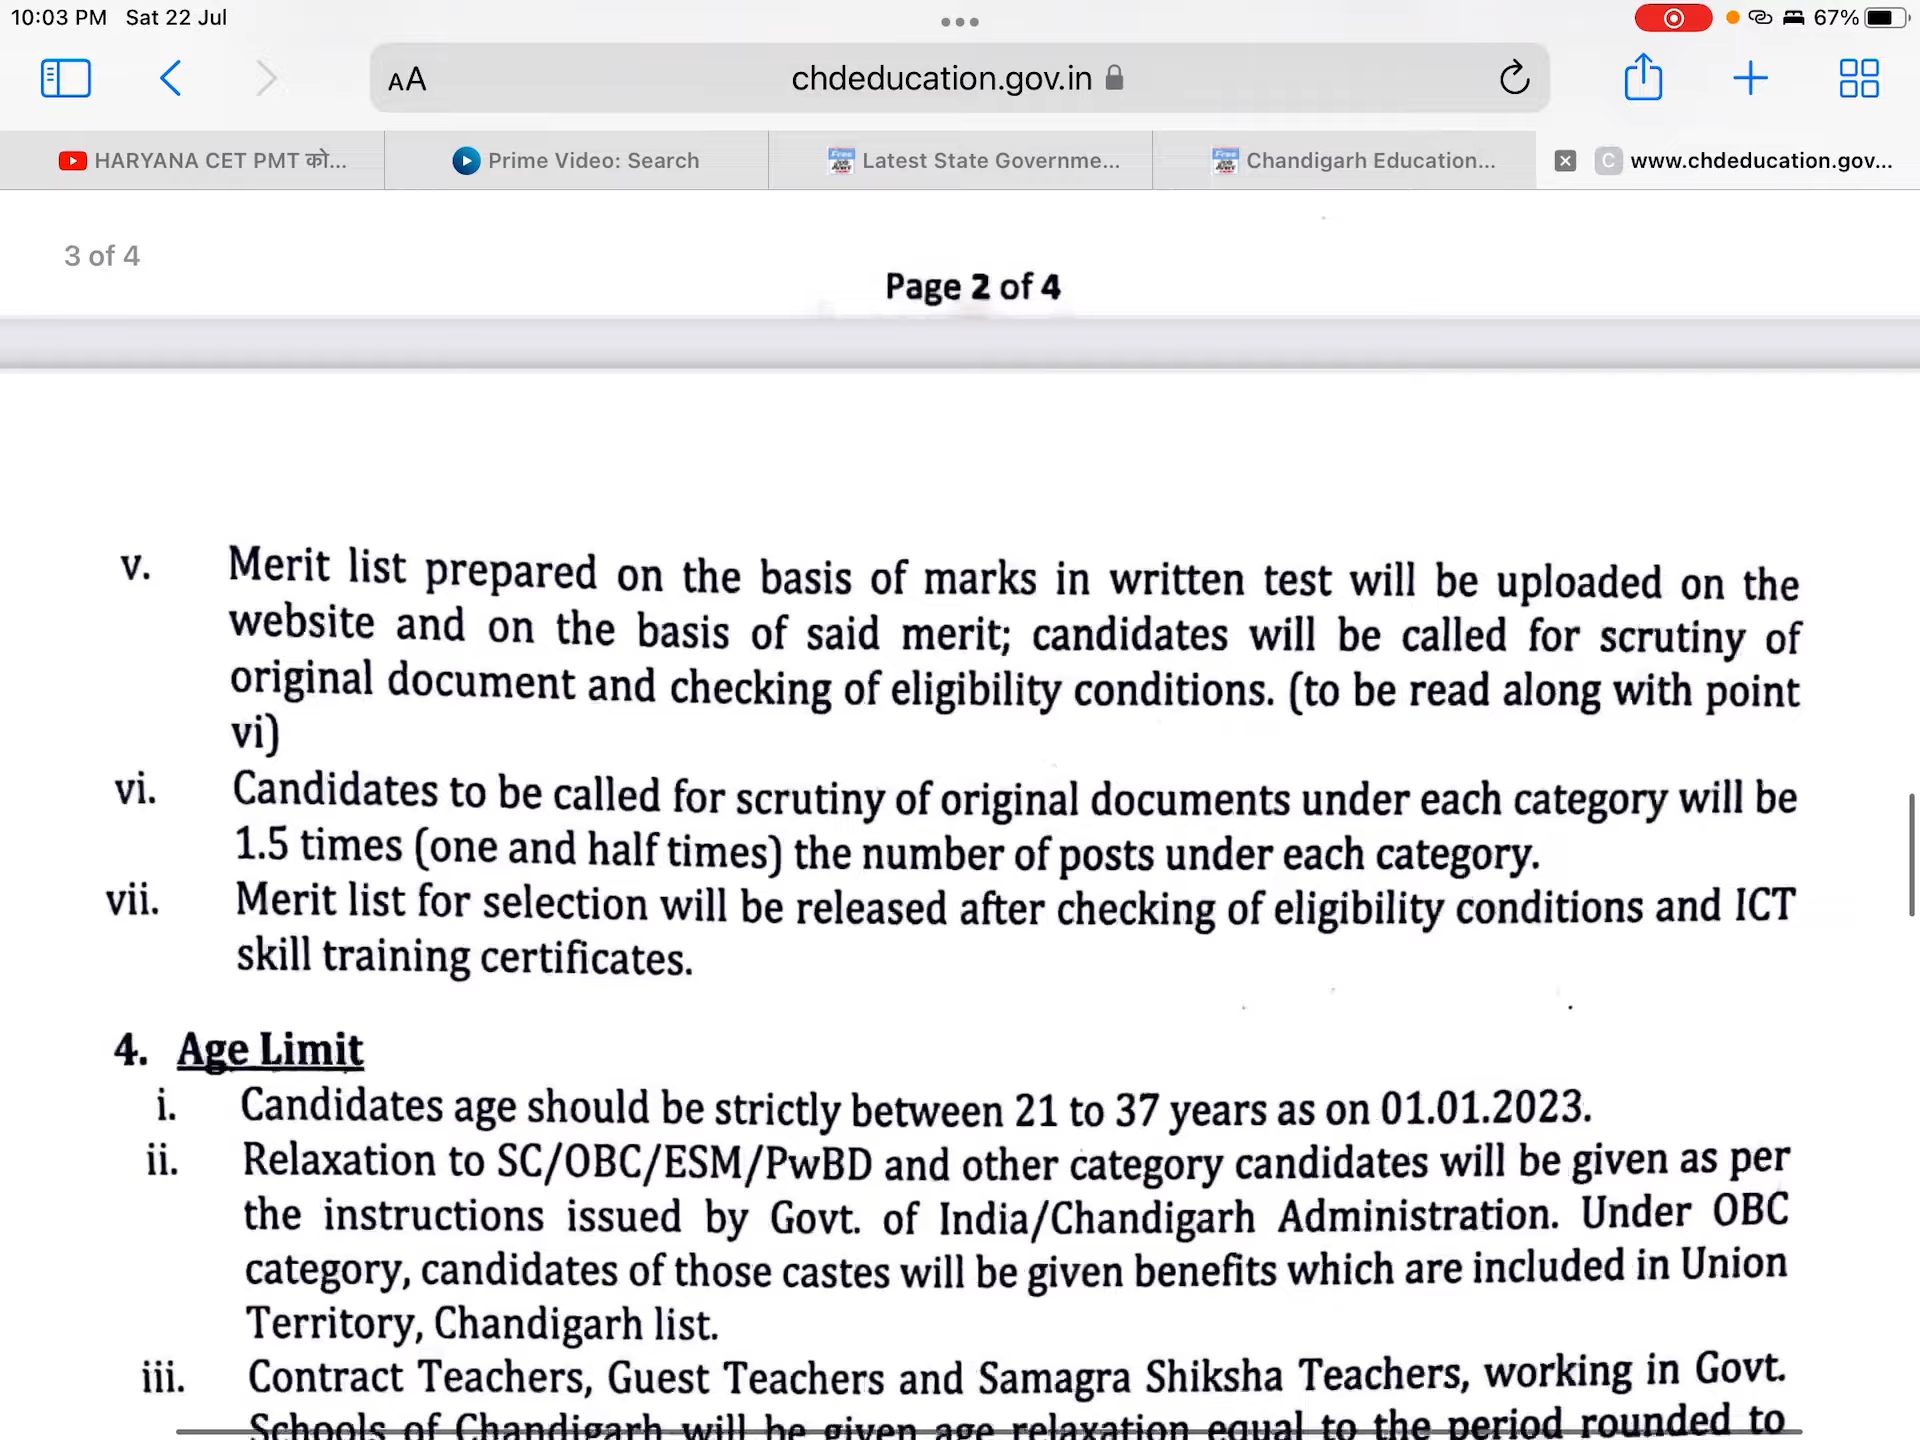 10:03 PM Sat 22 Jul
67%
AA
chdeducation.gov.in
HARYANA CET PMT को...
Prime Video: Search
Latest State Governme...
Chandigarh Education...
C www.chdeducation.gov...
3 of 4
Page 2 of 4
v. Merit list prepared on the basis of marks in written test will be uploaded on the
website and on the basis of said merit; candidates will be called for scrutiny of
original document and checking of eligibility conditions. (to be read along with point
vi)
vi. Candidates to be called for scrutiny of original documents under each category will be
1.5 times (one and half times) the number of posts under each category.
vii. Merit list for selection will be released after checking of eligibility conditions and ICT
skill training certificates.
4. Age Limit
i. Candidates age should be strictly between 21 to 37 years as on 01.01.2023.
ii. Relaxation to SC/OBC/ESM/PwBD and other category candidates will be given as per
the instructions issued by Govt. of India/Chandigarh Administration. Under OBC
category, candidates of those castes will be given benefits which are included in Union
Territory, Chandigarh list.
iii. Contract Teachers, Guest Teachers and Samagra Shiksha Teachers, working in Govt.
Schools of Chandigarh will be given age relaxation equal to the period rounded to